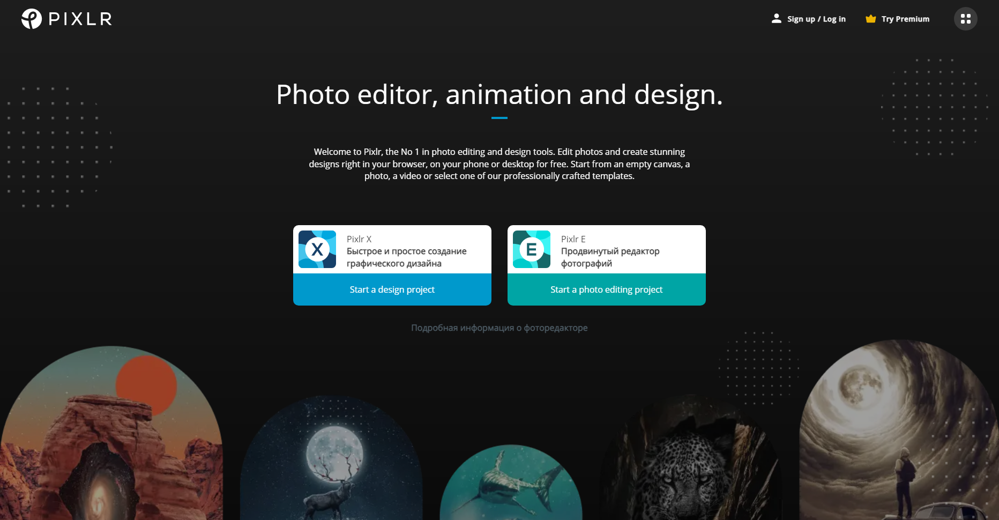 PIXLR
Sign up / Log in
Try Premium
Photo editor, animation and design.
Welcome to Pixlr, the No 1 in photo editing and design tools. Edit photos and create stunning
designs right in your browser, on your phone or desktop for free. Start from an empty canvas, a
photo, a video or select one of our professionally crafted templates.
X
Pixlr X
Быстрое и простое создание
графического дизайна
Start a design project
E
Pixlr E
Продвинутый редактор
фотографий
Start a photo editing project
Подробная информация о фоторедакторе